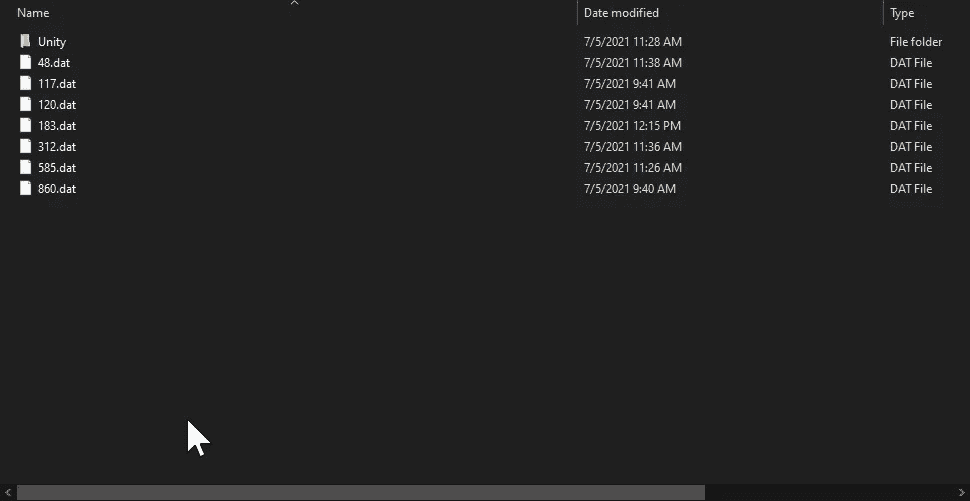 Name Date modified Type
Unity 7/5/2021 11:28 AM File folder
48.dat 7/5/2021 11:38 AM DAT File
117.dat 7/5/2021 9:41 AM DAT File
120.dat 7/5/2021 9:41 AM DAT File
183.dat 7/5/2021 12:15 PM DAT File
312.dat 7/5/2021 11:36 AM DAT File
585.dat 7/5/2021 11:26 AM DAT File
860.dat 7/5/2021 9:40 AM DAT File